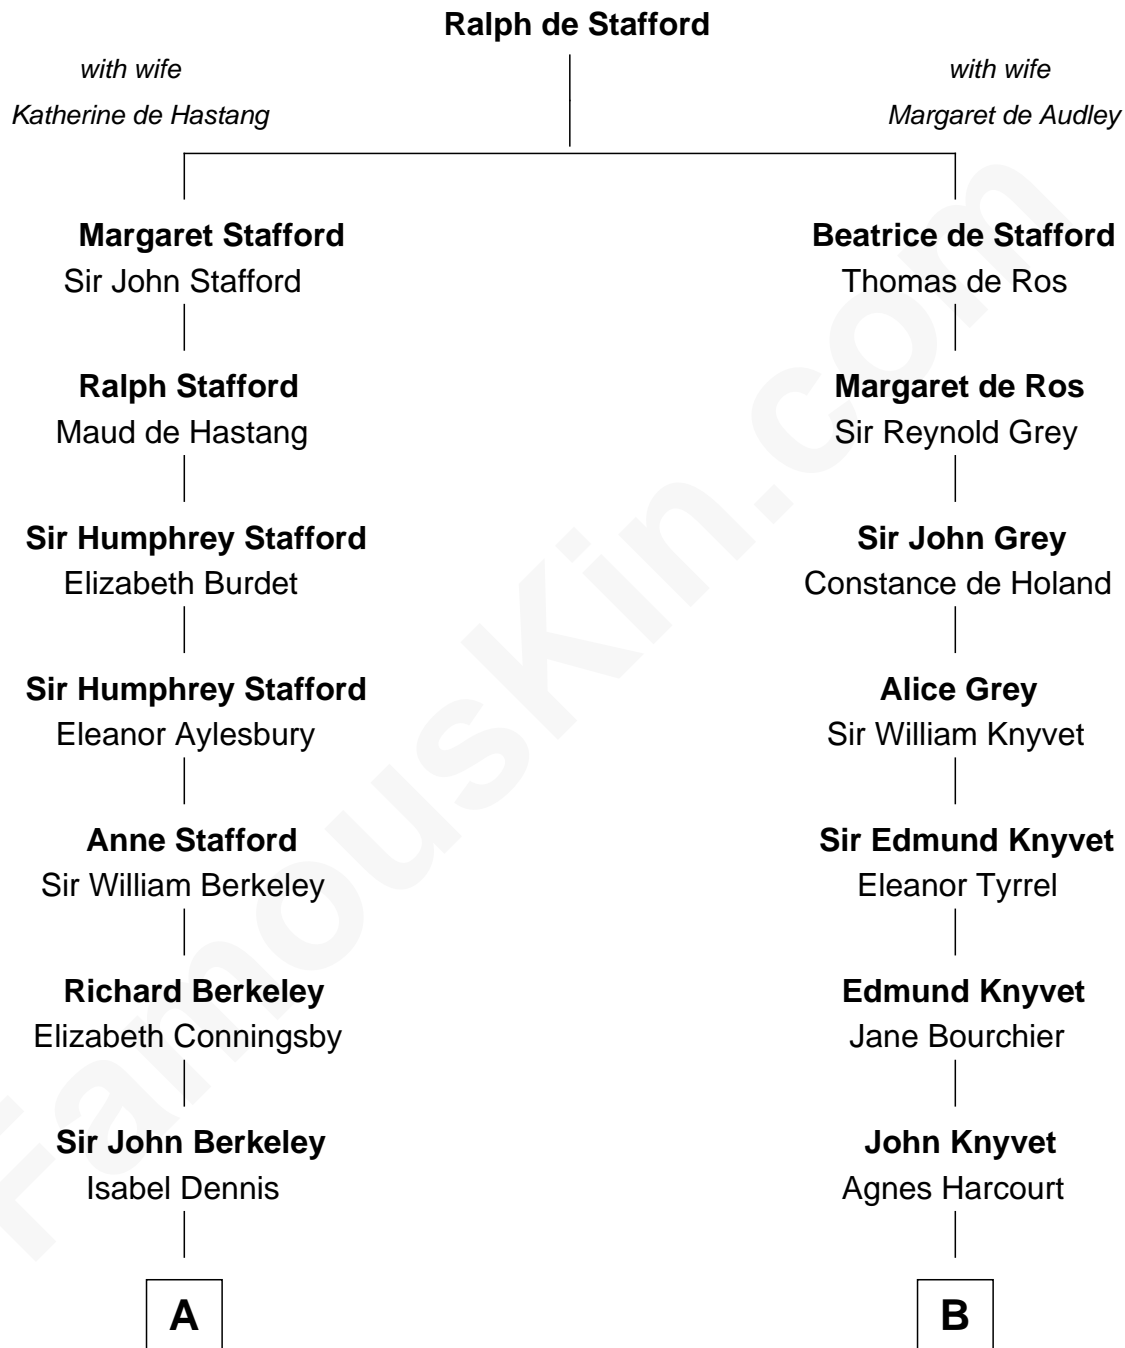 Ralph de Stafford
with wife
Katherine de Hastang
with wife
Margaret de Audley
Margaret Stafford
Sir John Stafford
Beatrice de Stafford
Thomas de Ros
Ralph Stafford
Maud de Hastang
Margaret de Ros
Sir Reynold Grey
Sir Humphrey Stafford
Elizabeth Burdet
Sir John Grey
Constance de Holand
Sir Humphrey Stafford
Eleanor Aylesbury
Alice Grey
Sir William Knyvet
Anne Stafford
Sir William Berkeley
Sir Edmund Knyvet
Eleanor Tyrrel
Richard Berkeley
Elizabeth Conningsby
Edmund Knyvet
Jane Bourchier
Sir John Berkeley
Isabel Dennis
John Knyvet
Agnes Harcourt
A
B
FamousKin.com